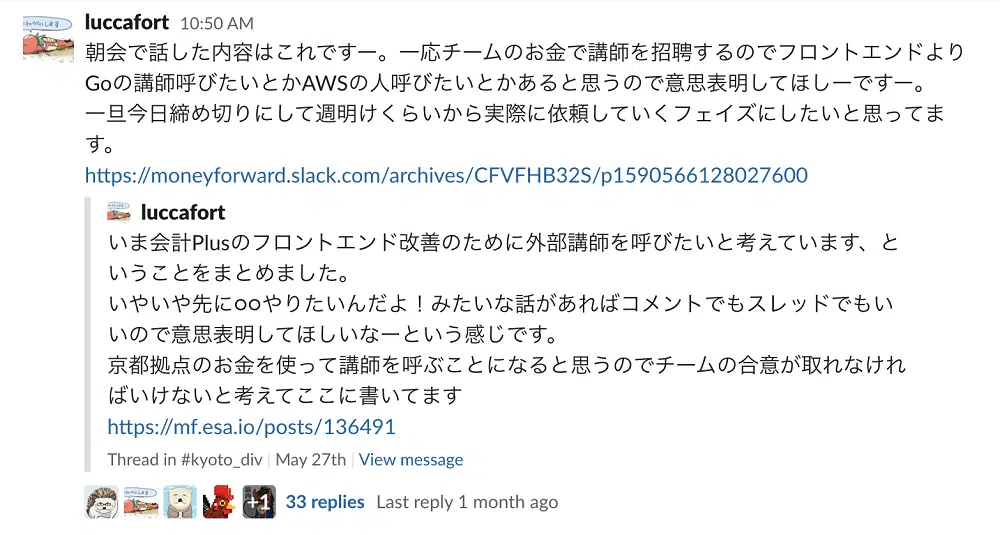 luccafort 10:50 AM
朝会で話した内容はこれですー。一応チームのお金で講師を招聘するのでフロントエンドより
Goの講師呼びたいとかAWSの人呼びたいとかあると思うので意思表明してほしーですー。
一旦今日締め切りにして週明けくらいから実際に依頼していくフェイズにしたいと思ってま
す。
https://moneyforward.slack.com/archives/CFVFHB32S/p1590566128027600
luccafort
いま会計Plusのフロントエンド改善のために外部講師を呼びたいと考えています、と
いうことをまとめました。
いやいや先に○○やりたいんだよ！みたいな話があればコメントでもスレッドでもい
いので意思表明してほしいなーという感じです。
京都拠点のお金を使って講師を呼ぶことになると思うのでチームの合意が取れなけれ
ばいけないと考えてここに書いてます
https://mf.esa.io/posts/136491
Thread in #kyoto_div | May 27th | View message
+1 33 replies Last reply 1 month ago